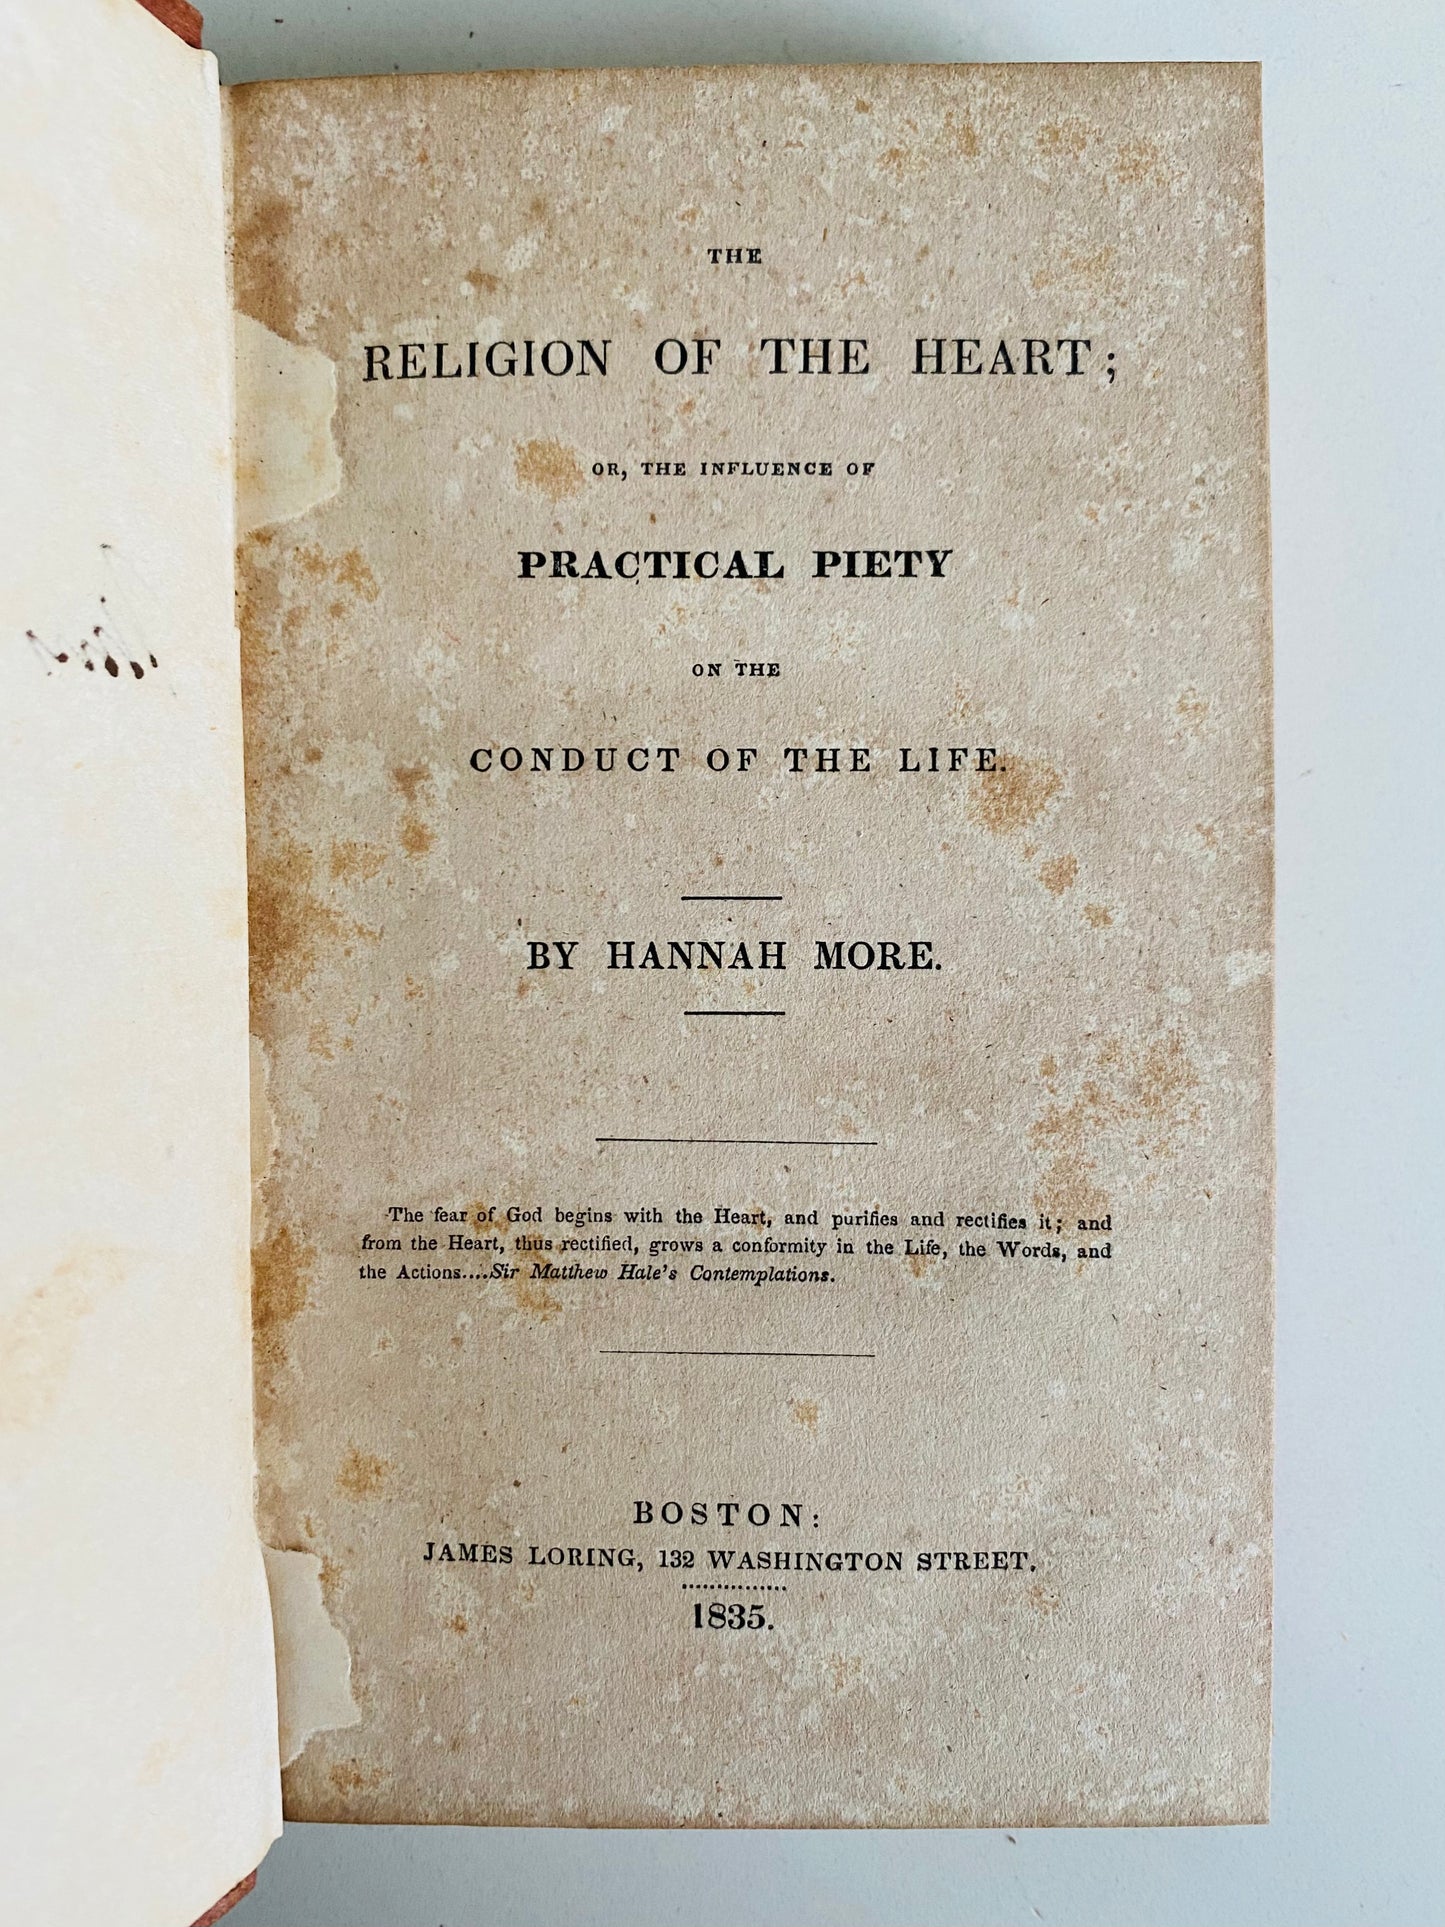 THE
RELIGION OF THE HEART;
OR, THE INFLUENCE OF
PRACTICAL PIETY
ON THE
CONDUCT OF THE LIFE.
BY HANNAH MORE.
The fear of God begins with the Heart, and purifies and rectifies it; and
from the Heart, thus rectified, grows a conformity in the Life, the Words, and
the Actions....Sir Matthew Hale's Contemplations.
BOSTON:
JAMES LORING, 132 WASHINGTON STREET.
1835.